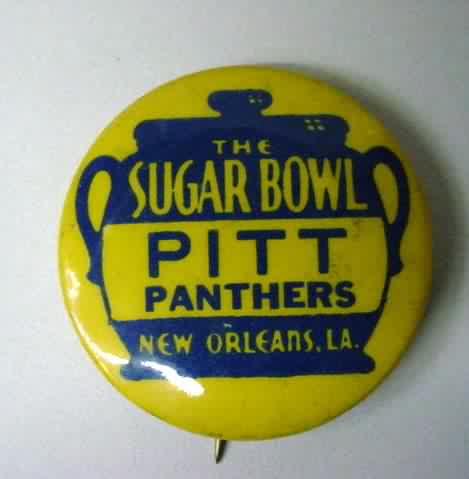 THE
SUGAR BOWL
PITT
PANTHERS
NEW ORLEANS, LA.